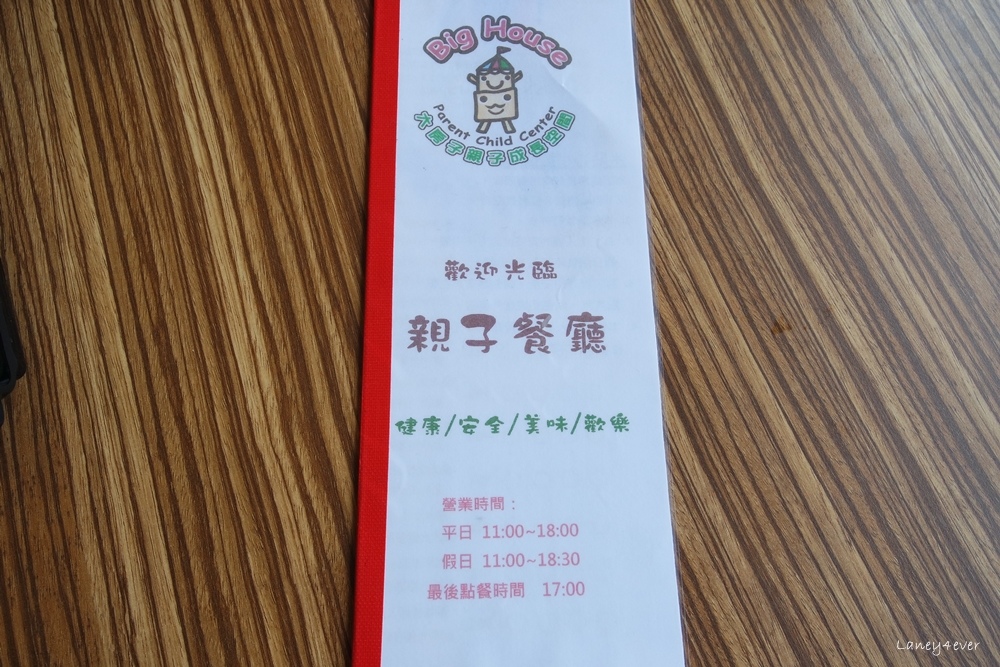 Big House
Parent Child Center
大房子親子成長空間
歡迎光臨
親子餐廳
健康/安全/美味/歡樂
營業時間：
平日 11:00~18:00
假日 11:00~18:30
最後點餐時間 17:00
Laney4ever